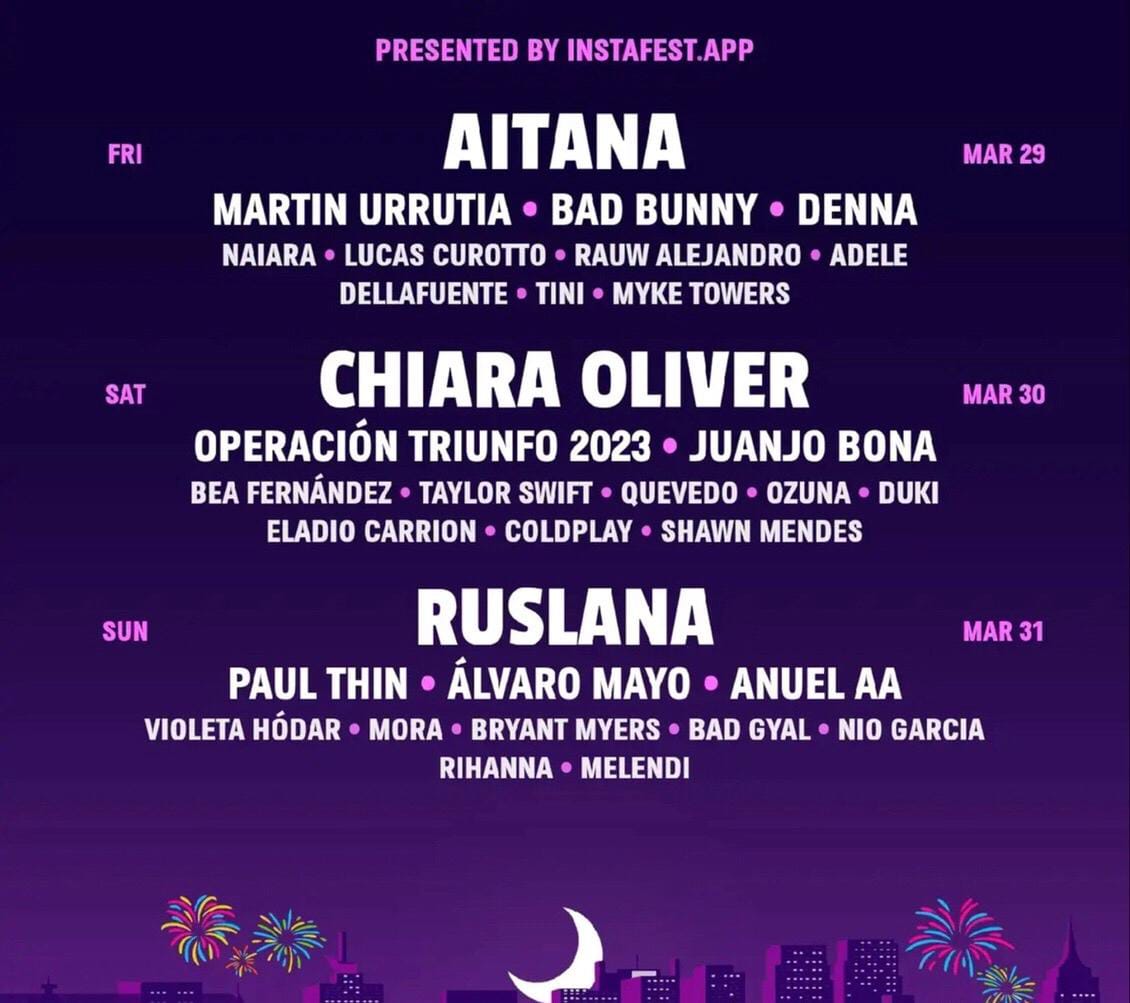 PRESENTED BY INSTAFEST.APP
FRI
AITANA
MAR 29
MARTIN URRUTIA • BAD BUNNY • DENNA
NAIARA • LUCAS CUROTTO • RAUW ALEJANDRO • ADELE
DELLAFUENTE • TINI • MYKE TOWERS
SAT
CHIARA OLIVER
MAR 30
OPERACIÓN TRIUNFO 2023 • JUANJO BONA
BEA FERNÁNDEZ • TAYLOR SWIFT • QUEVEDO • OZUNA • DUKI
ELADIO CARRION • COLDPLAY • SHAWN MENDES
SUN
RUSLANA
MAR 31
PAUL THIN • ÁLVARO MAYO • ANUEL AA
VIOLETA HÓDAR • MORA • BRYANT MYERS • BAD GYAL • NIO GARCIA
RIHANNA • MELENDI